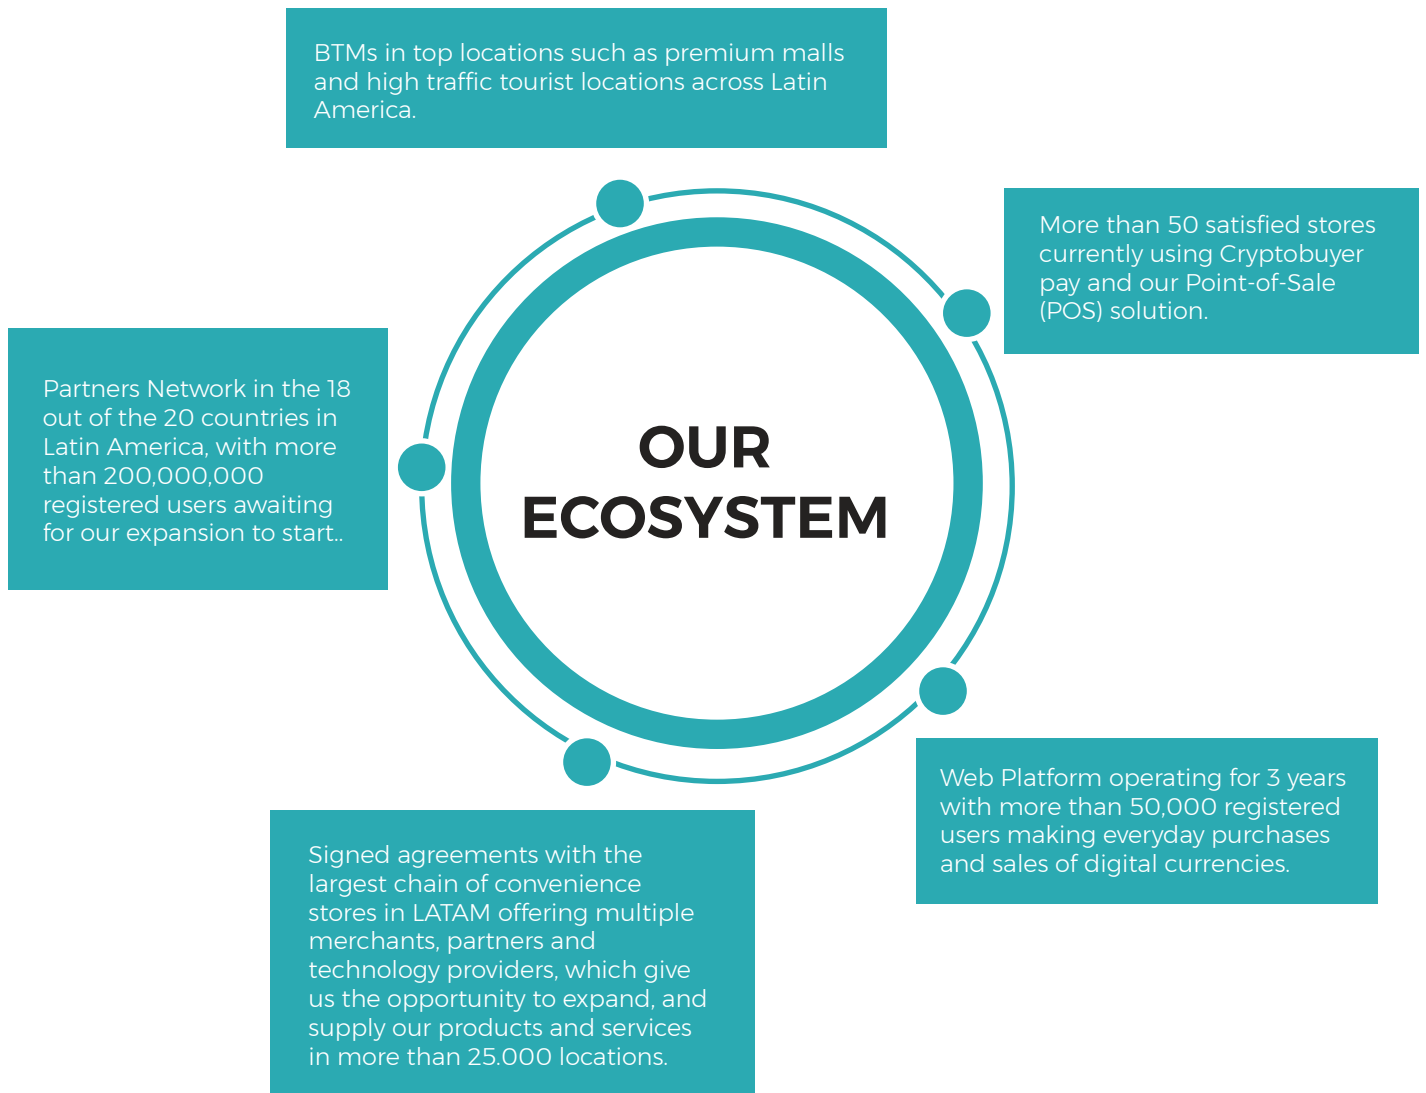 BTMs in top locations such as premium malls
and high traffic tourist locations across Latin
America.
More than 50 satisfied stores
currently using Cryptobuyer
pay and our Point-of-Sale
(POS) solution.
Partners Network in the 18
out of the 20 countries in
Latin America, with more
than 200,000,000
registered users awaiting
for our expansion to start..
OUR
ECOSYSTEM
Web Platform operating for 3 years
with more than 50,000 registered
users making everyday purchases
and sales of digital currencies.
Signed agreements with the
largest chain of convenience
stores in LATAM offering multiple
merchants, partners and
technology providers, which give
us the opportunity to expand, and
supply our products and services
in more than 25.000 locations.